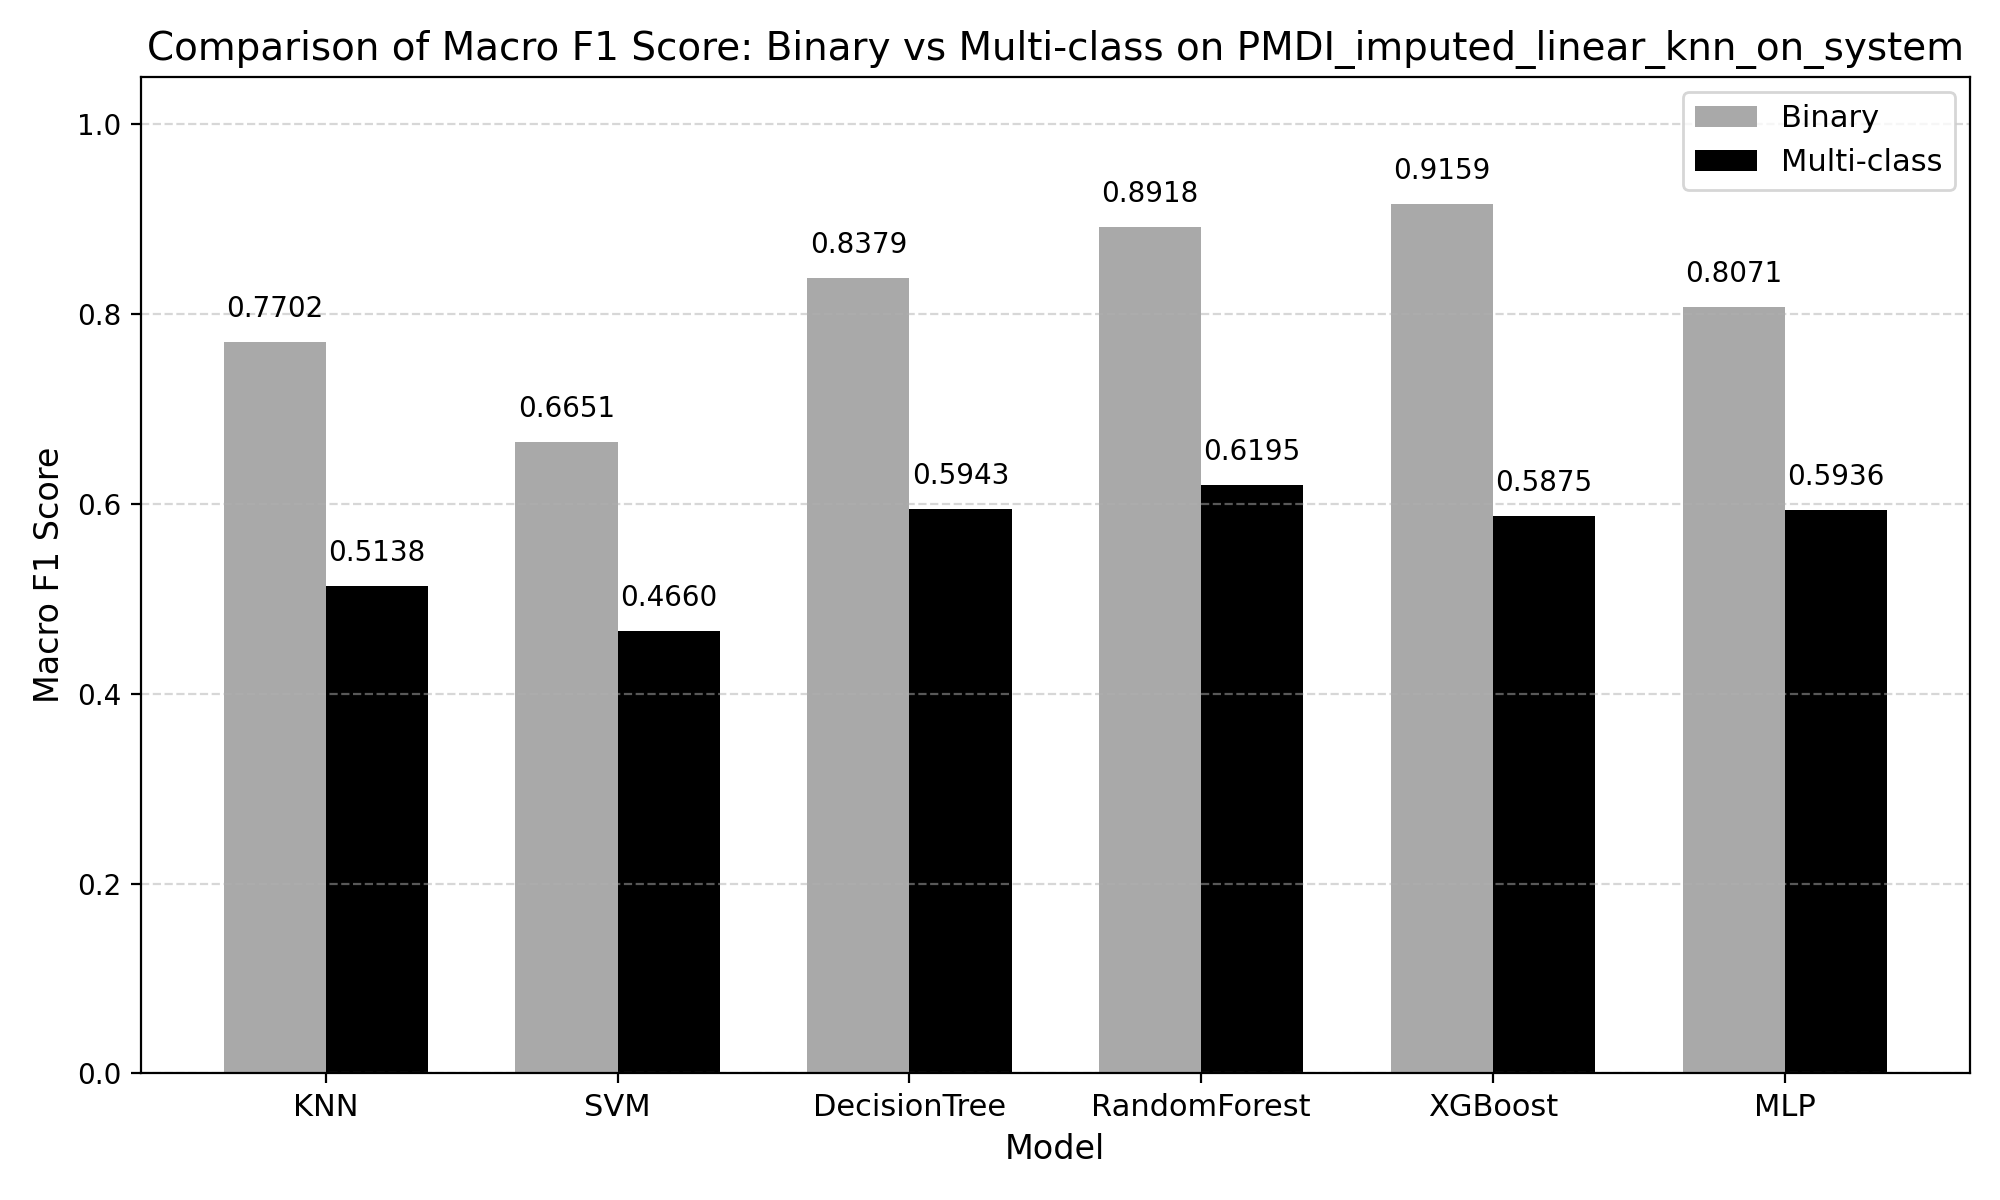 Comparison of Macro F1 Score: Binary vs Multi-class on PMDI_imputed_linear_knn_on_system
Binary
Multi-class
Macro F1 Score
1.0
0.8
0.6
0.4
0.2
0.0
0.7702
0.5138
0.6651
0.4660
0.8379
0.5943
0.8918
0.6195
0.9159
0.5875
0.8071
0.5936
KNN
SVM
DecisionTree
RandomForest
XGBoost
MLP
Model